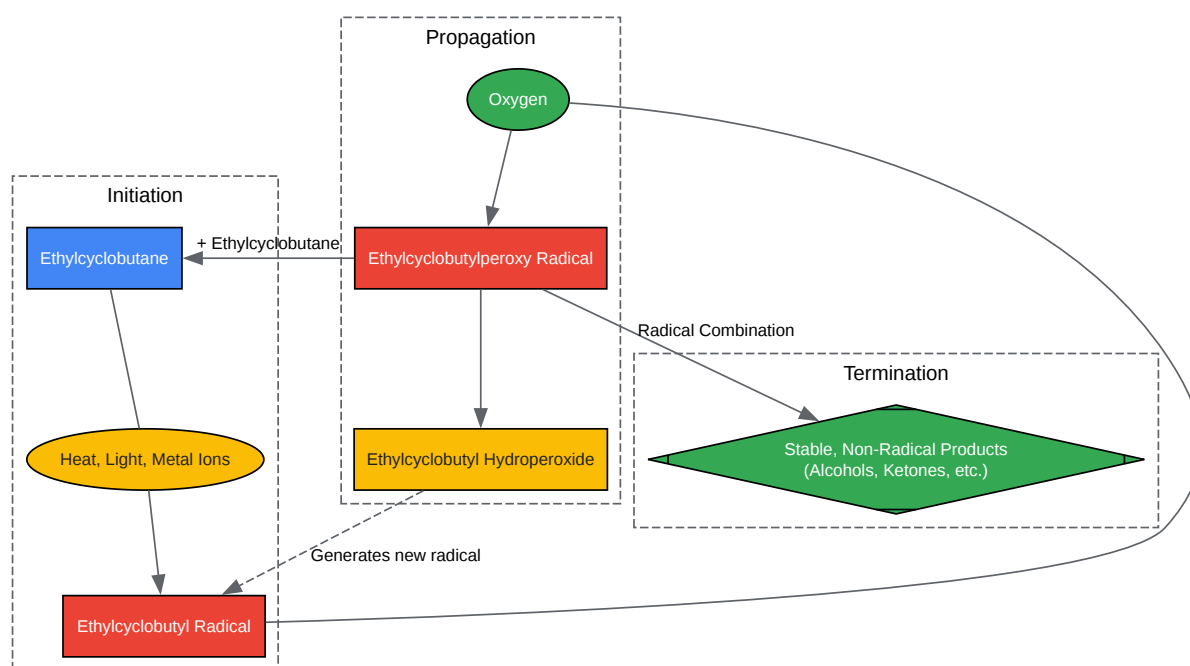 Propagation
Oxygen
Initiation
Ethylcyclobutane
+ Ethylcyclobutane
Ethylcyclobutylperoxy Radical
Radical Combination
Termination
Heat, Light, Metal Ions
Ethylcyclobutyl Hydroperoxide
Stable, Non-Radical Products
(Alcohols, Ketones, etc.)
Generates new radical
Ethylcyclobutyl Radical